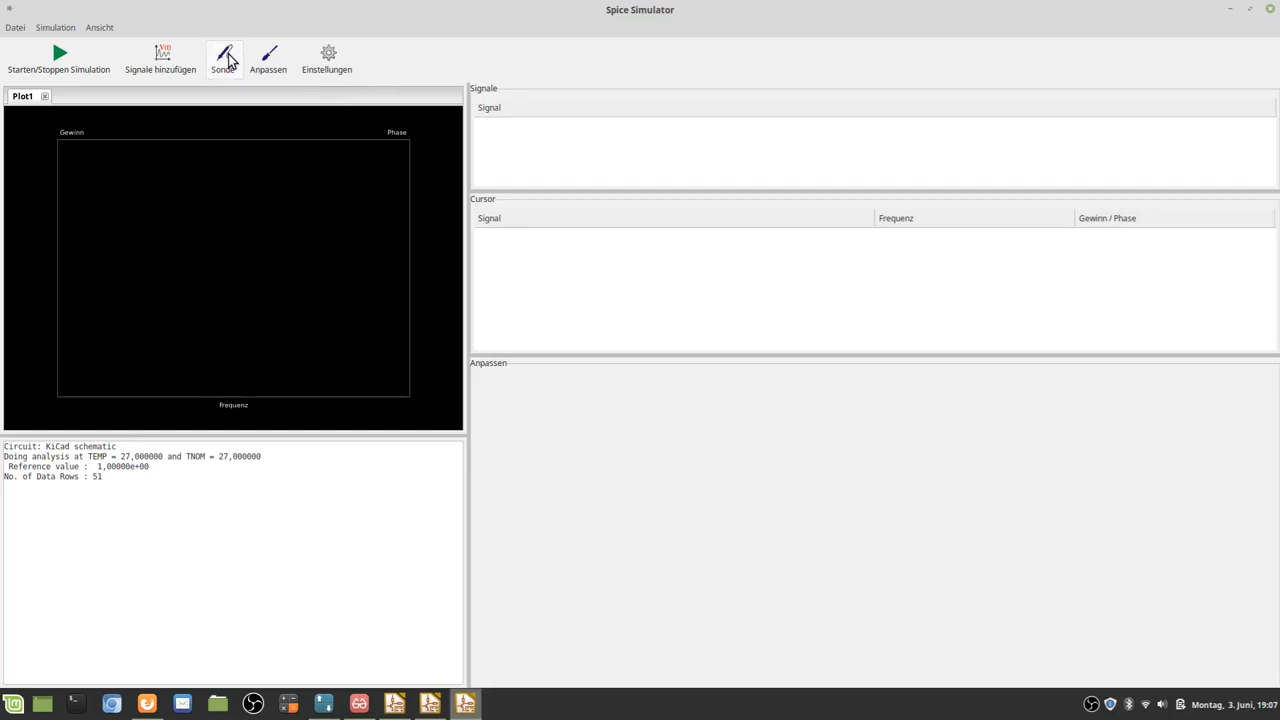 Spice Simulator
Datei Simulation Ansicht
V(t)
Starten/Stoppen Simulation Signale hinzufügen Sonde Anpassen Einstellungen
Plot1
Gewinn Phase
Frequenz
Circuit: KiCad schematic
Doing analysis at TEMP = 27,000000 and TNOM = 27,000000
Reference value : 1,00000e+00
No. of Data Rows : 51
Signale
Signal
Cursor
Signal Frequenz Gewinn / Phase
Anpassen
Montag, 3. Juni, 19:07